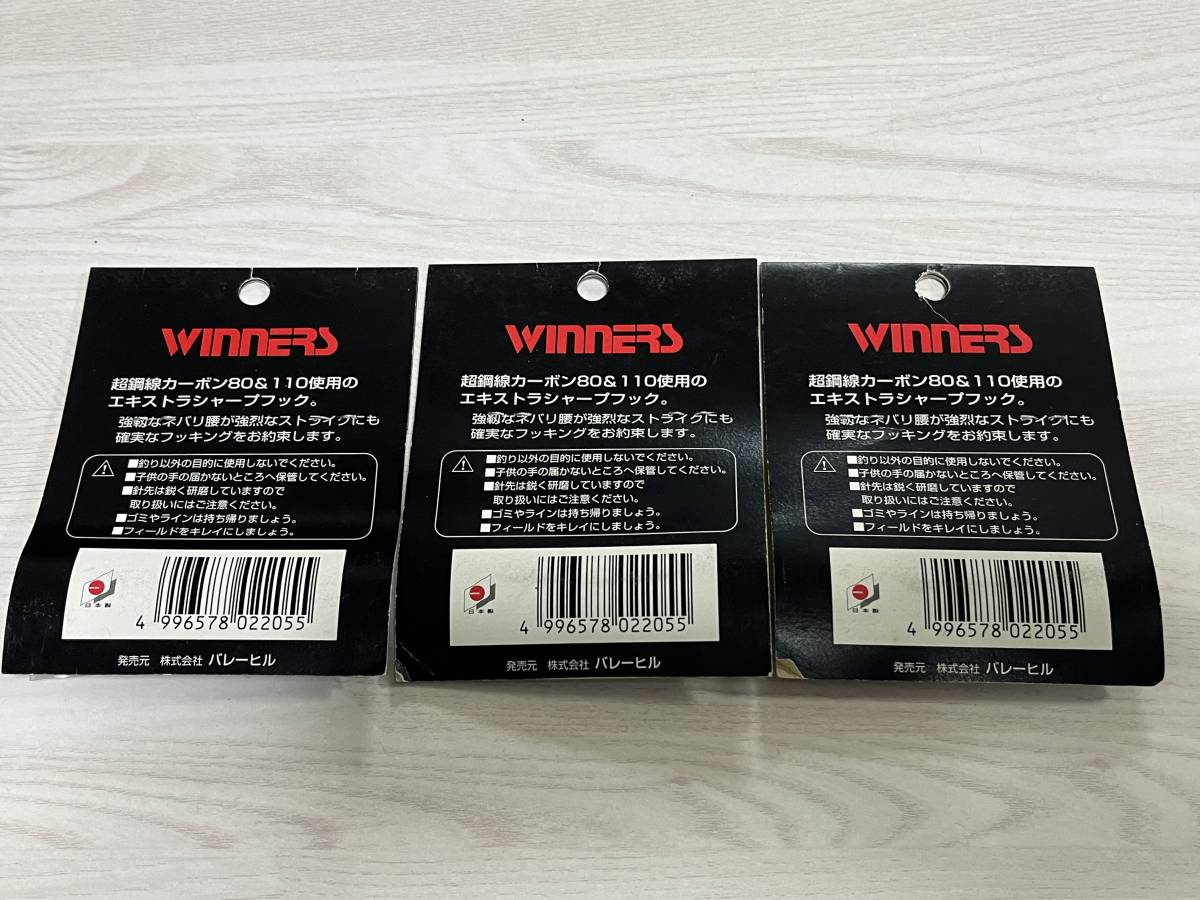 WINNERS
超鋼線カーボン80&110使用の
エキストラシャープフック。
強靱なネバリ腰が強烈なストライクにも
確実なフッキングをお約束します。
■釣り以外の目的に使用しないでください。
■子供の手の届かないところへ保管してください。
■針先は鋭く研磨していますので
取り扱いにはご注意ください。
■ゴミやラインは持ち帰りましょう。
■フィールドをキレイにしましょう。
日本製
4 996578 022055
発売元 株式会社 バレーヒル
WINNERS
超鋼線カーボン80&110使用の
エキストラシャープフック。
強靱なネバリ腰が強烈なストライクにも
確実なフッキングをお約束します。
■釣り以外の目的に使用しないでください。
■子供の手の届かないところへ保管してください。
■針先は鋭く研磨していますので
取り扱いにはご注意ください。
■ゴミやラインは持ち帰りましょう。
■フィールドをキレイにしましょう。
日本製
4 996578 022055
発売元 株式会社 バレーヒル
WINNERS
超鋼線カーボン80&110使用の
エキストラシャープフック。
強靱なネバリ腰が強烈なストライクにも
確実なフッキングをお約束します。
■釣り以外の目的に使用しないでください。
■子供の手の届かないところへ保管してください。
■針先は鋭く研磨していますので
取り扱いにはご注意ください。
■ゴミやラインは持ち帰りましょう。
■フィールドをキレイにしましょう。
日本製
4 996578 022055
発売元 株式会社 バレーヒル